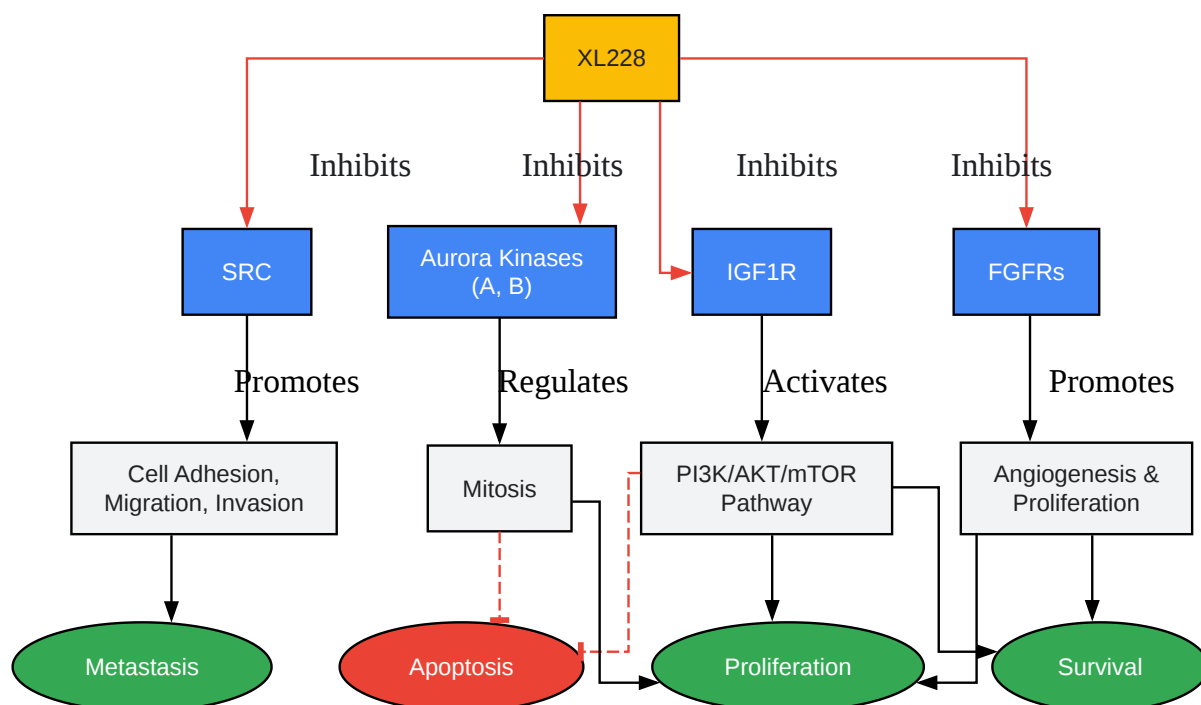 XL228
Inhibits
Inhibits
Inhibits
Inhibits
SRC
Aurora Kinases
(A, B)
IGF1R
FGFRs
Promotes
Regulates
Activates
Promotes
Cell Adhesion,
Migration, Invasion
Mitosis
PI3K/AKT/mTOR
Pathway
Angiogenesis &
Proliferation
Metastasis
Apoptosis
Proliferation
Survival